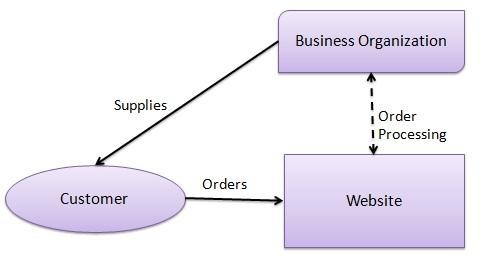 Business Organization
Supplies
Order
Processing
Customer
Orders
Website